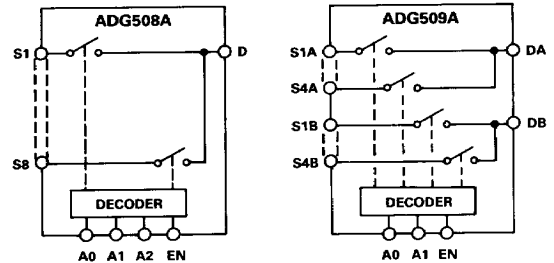 ADG508A
S1
D
S8
DECODER
A0 A1 A2 EN
ADG509A
S1A
DA
S4A
S1B
DB
S4B
DECODER
A0 A1 EN